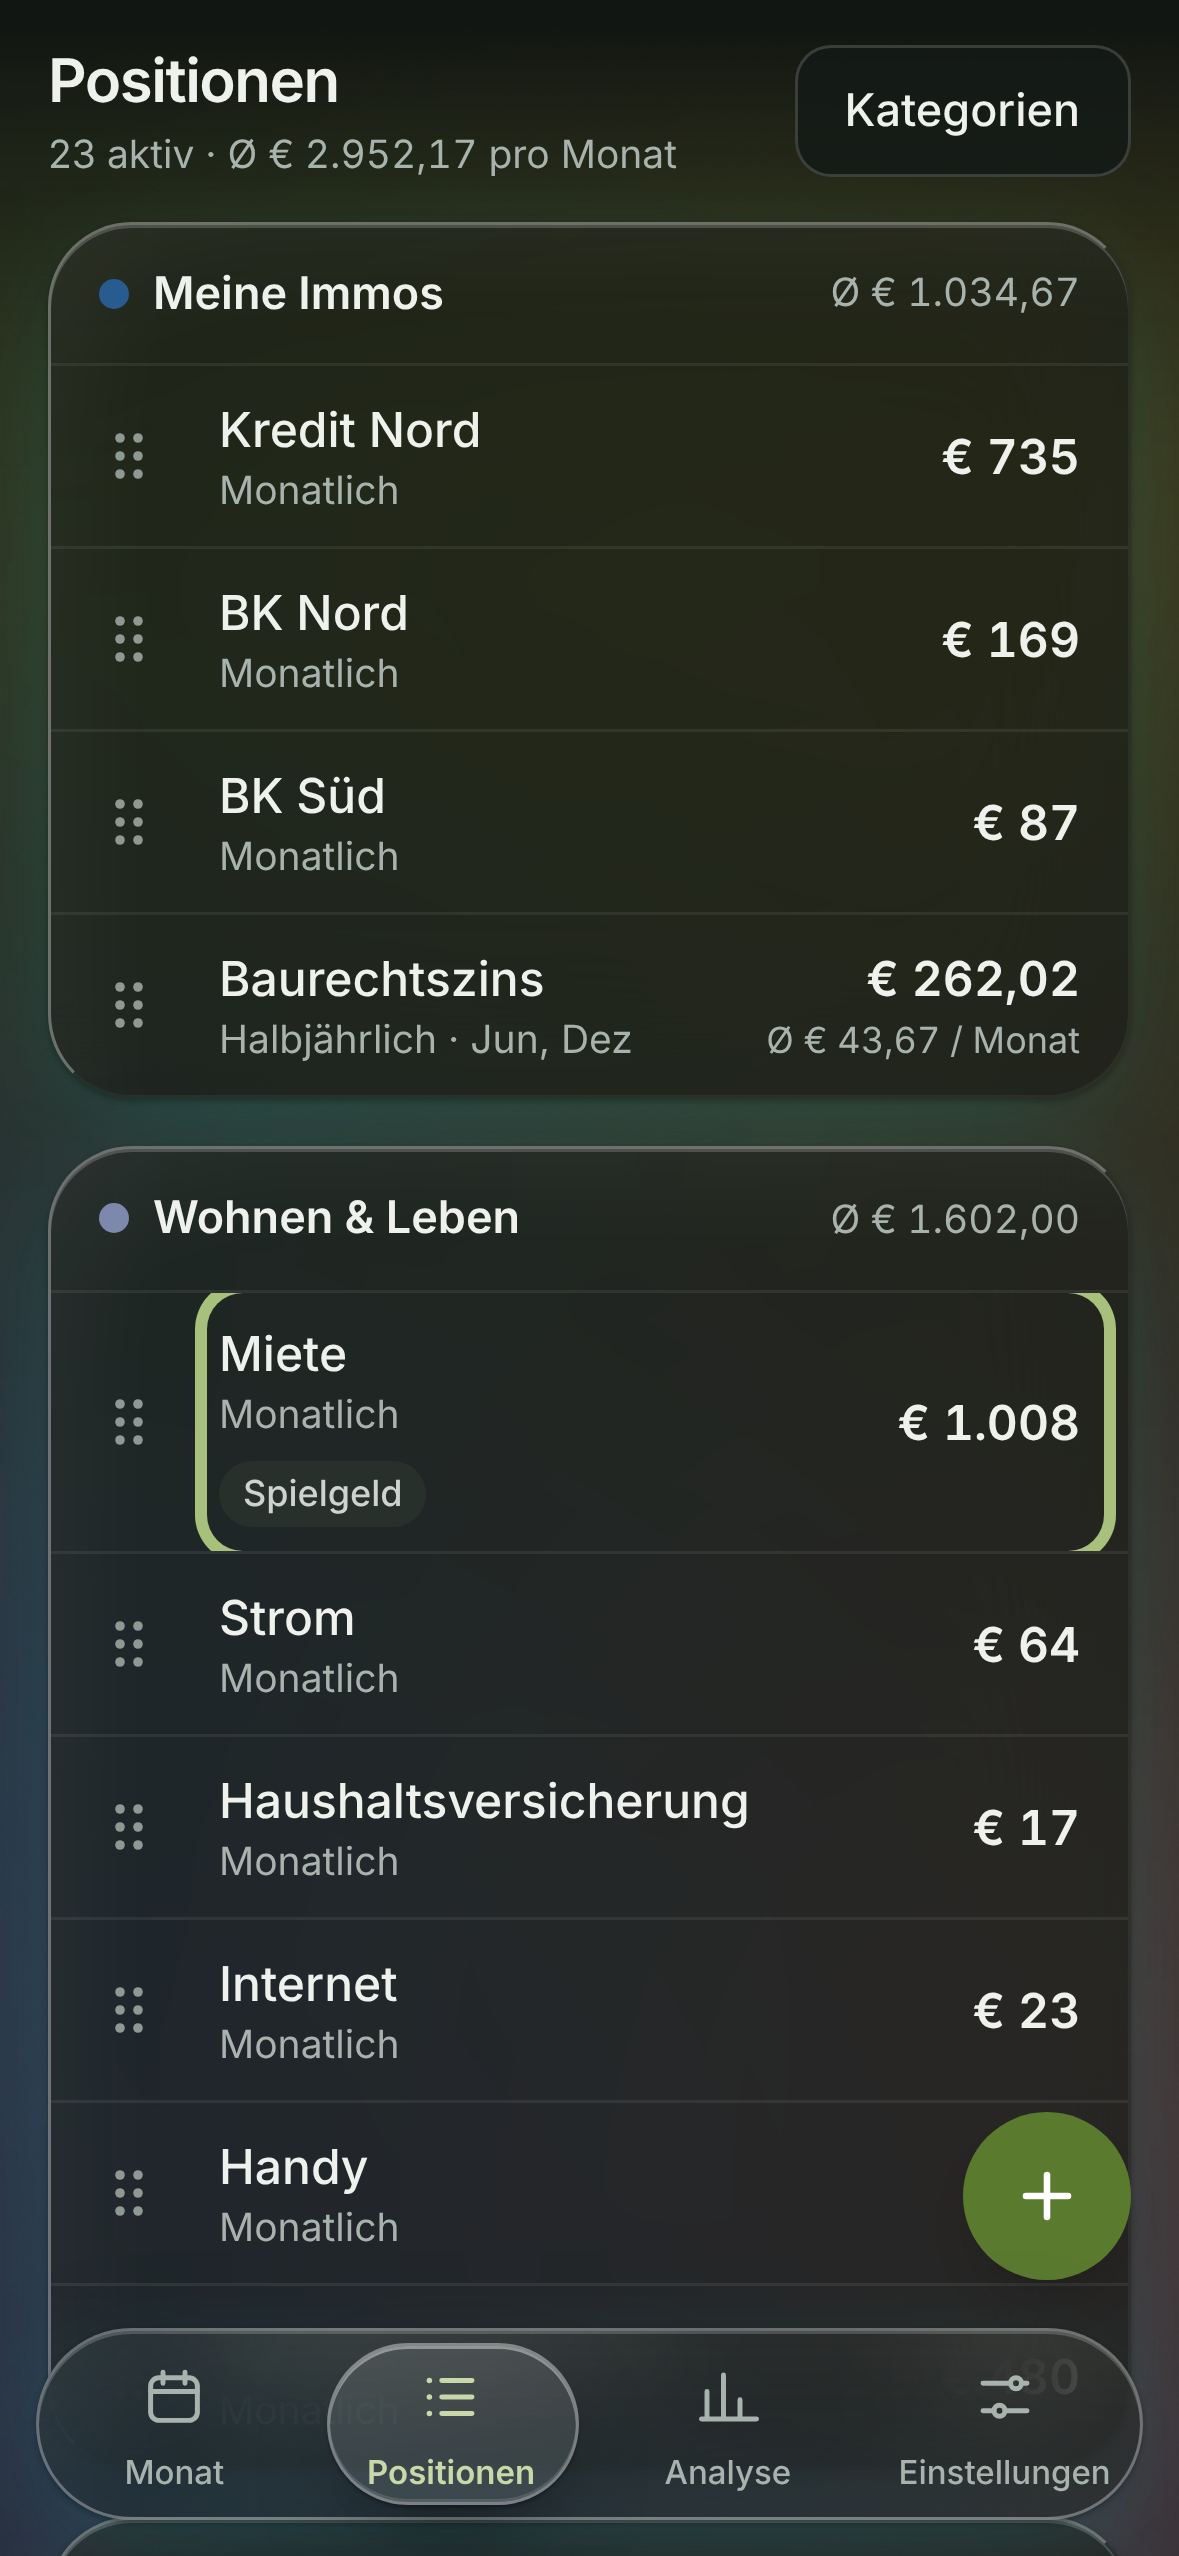 Positionen
Kategorien
23 aktiv · Ø € 2.952,17 pro Monat
Meine Immos
Ø € 1.034,67
Kredit Nord
Monatlich
€ 735
BK Nord
Monatlich
€ 169
BK Süd
Monatlich
€ 87
Baurechtszins
€ 262,02
Halbjährlich · Jun, Dez
Ø € 43,67 / Monat
Wohnen & Leben
Ø € 1.602,00
Miete
Monatlich
€ 1.008
Spielgeld
Strom
Monatlich
€ 64
Haushaltsversicherung
Monatlich
€ 17
Internet
Monatlich
€ 23
Handy
Monatlich
Monatlich
Monat
Positionen
Analyse
Einstellungen